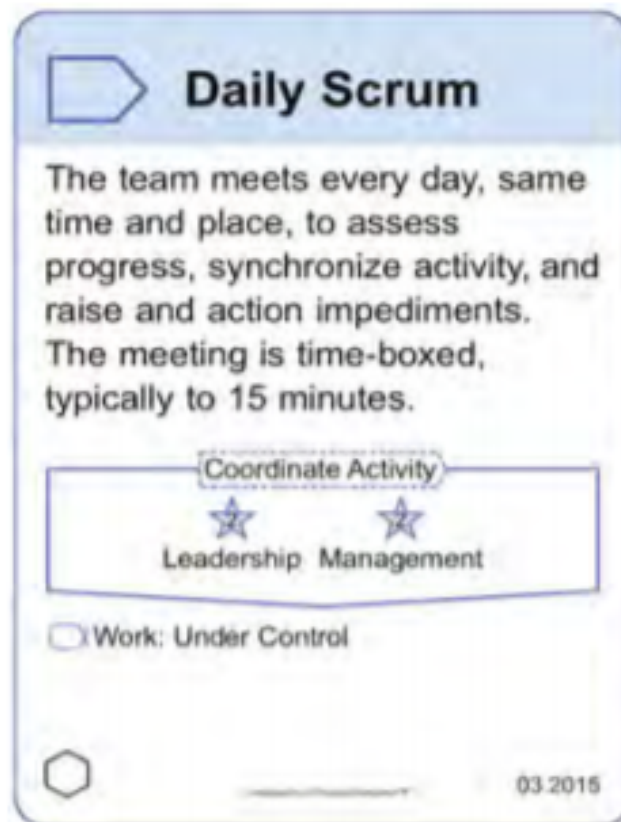 Daily Scrum
The team meets every day, same
time and place, to assess
progress, synchronize activity, and
raise and action impediments.
The meeting is time-boxed,
typically to 15 minutes.
Coordinate Activity
2 2
Leadership Management
Work: Under Control
03.2015